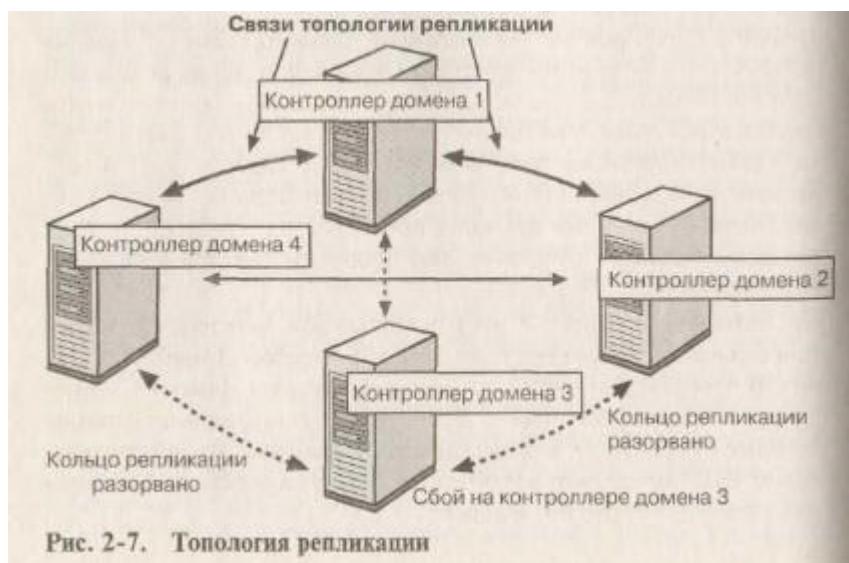 Связи топологии репликации
Контроллер домена 1
Контроллер домена 4
Контроллер домена 2
Контроллер домена 3
Кольцо репликации
разорвано
Кольцо репликации
разорвано
Сбой на контроллере домена 3
Рис. 2-7. Топология репликации